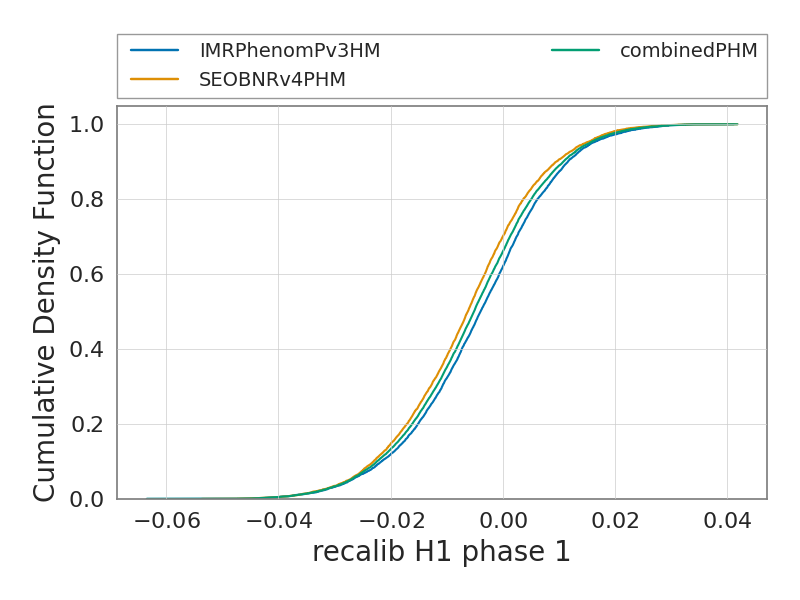 IMRPhenomPv3HM
SEOBNRv4PHM
combinedPHM
Cumulative Density Function
1.0
0.8
0.6
0.4
0.2
0.0
−0.06 −0.04 −0.02 0.00 0.02 0.04
recalib H1 phase 1